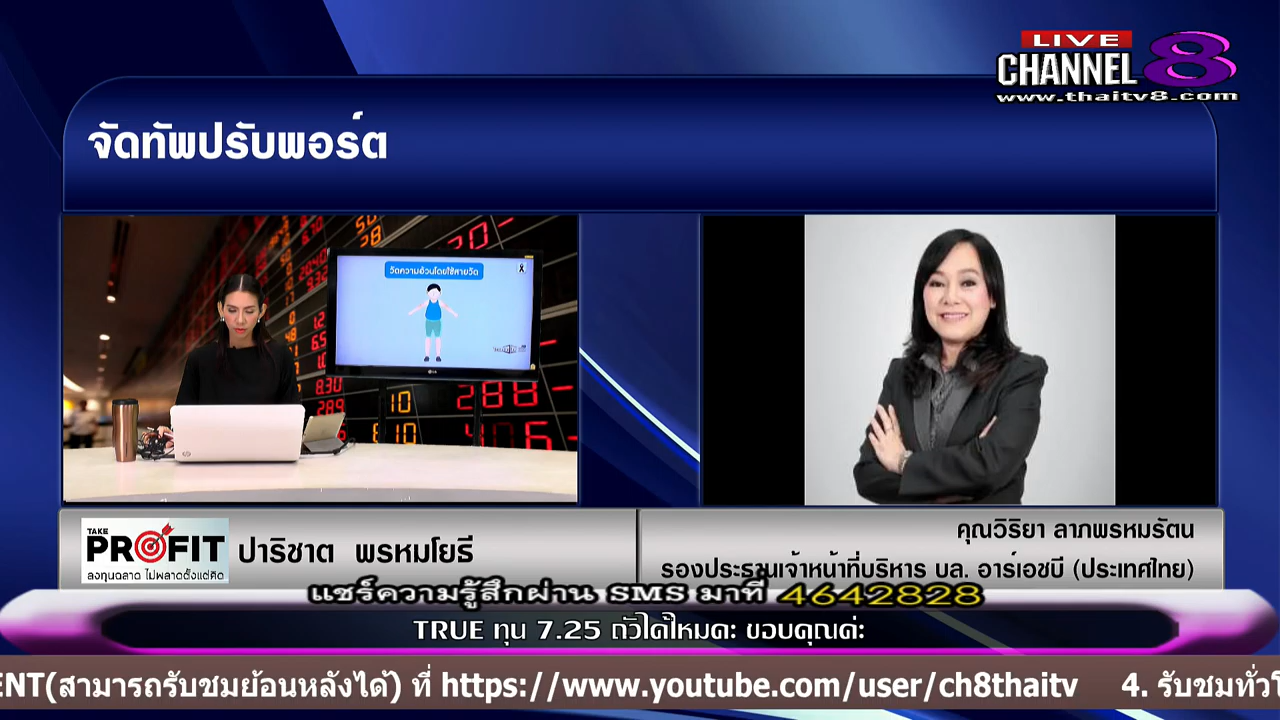 LIVE
CHANNEL 8
www.thaitv8.com
จัดทัพปรับพอร์ต
วัดความอ้วนโดยใช้สายวัด
TAKE
PROFIT
ลงทุนฉลาด ไม่พลาดตั้งแต่คิด
ปาริชาต พรหมโยธี
คุณวิริยา ลาภพรหมรัตน
รองประธานเจ้าหน้าที่บริหาร บล. อาร์เอชบี (ประเทศไทย)
แชร์ความรู้สึกผ่าน SMS มาที่ 4642828
TRUE ทุน 7.25 ถัวได้ไหมคะ ขอบคุณค่ะ
ENT(สามารถรับชมย้อนหลังได้) ที่ https://www.youtube.com/user/ch8thaitv 4. รับชมทั่วโ